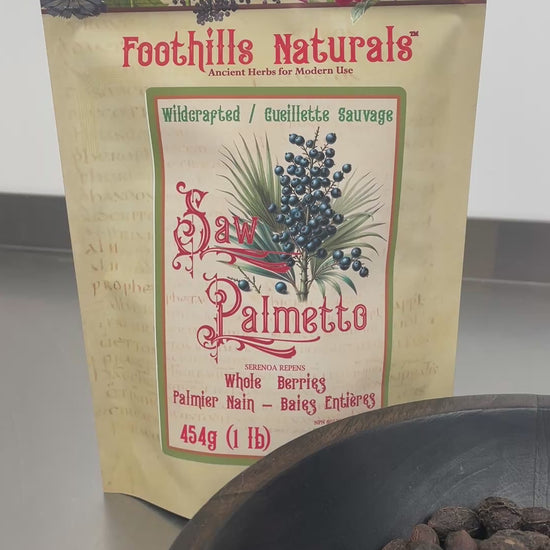 Foothills Naturals™
Ancient Herbs for Modern Use
Wildcrafted / Cueillette Sauvage
Saw
Palmetto
SERENOA REPENS
Whole Berries
Palmier Nain – Baies Entières
NPN
454g (1 lb)